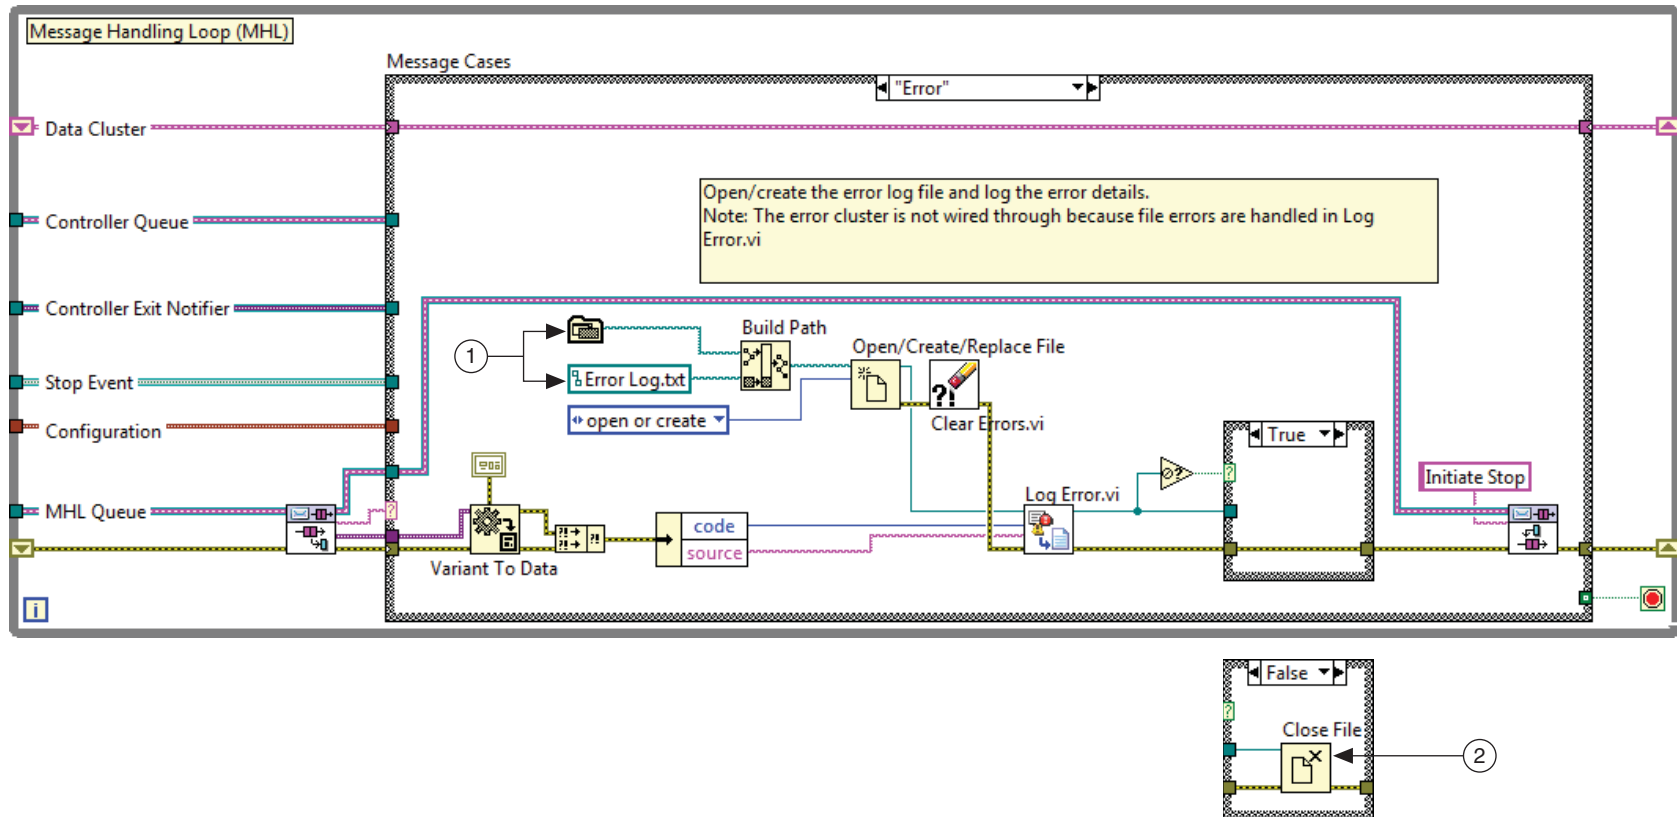 Message Handling Loop (MHL)
Message Cases
"Error"
Data Cluster
Open/create the error log file and log the error details.
Note: The error cluster is not wired through because file errors are handled in Log
Error.vi
Controller Queue
Controller Exit Notifier
1
Build Path
Open/Create/Replace File
Error Log.txt
Stop Event
open or create
Clear Errors.vi
Configuration
True
?!
Initiate Stop
Log Error.vi
MHL Queue
code
source
Variant To Data
i
False
Close File
2